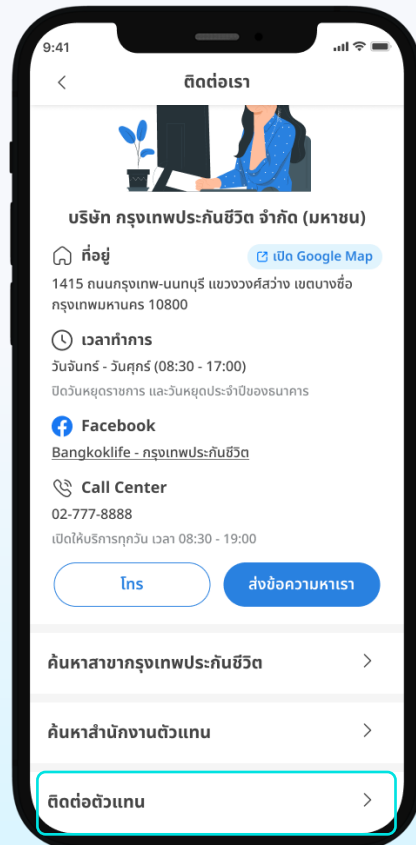 9:41
ติดต่อเรา
บริษัท กรุงเทพประกันชีวิต จำกัด (มหาชน)
ที่อยู่
เปิด Google Map
1415 ถนนกรุงเทพ-นนทบุรี แขวงวงศ์สว่าง เขตบางซื่อ
กรุงเทพมหานคร 10800
เวลาทำการ
วันจันทร์ - วันศุกร์ (08:30 - 17:00)
ปิดวันหยุดราชการ และวันหยุดประจำปีของธนาคาร
Facebook
Bangkoklife - กรุงเทพประกันชีวิต
Call Center
02-777-8888
เปิดให้บริการทุกวัน เวลา 08:30 - 19:00
โทร
ส่งข้อความหาเรา
ค้นหาสาขากรุงเทพประกันชีวิต
ค้นหาสำนักงานตัวแทน
ติดต่อตัวแทน